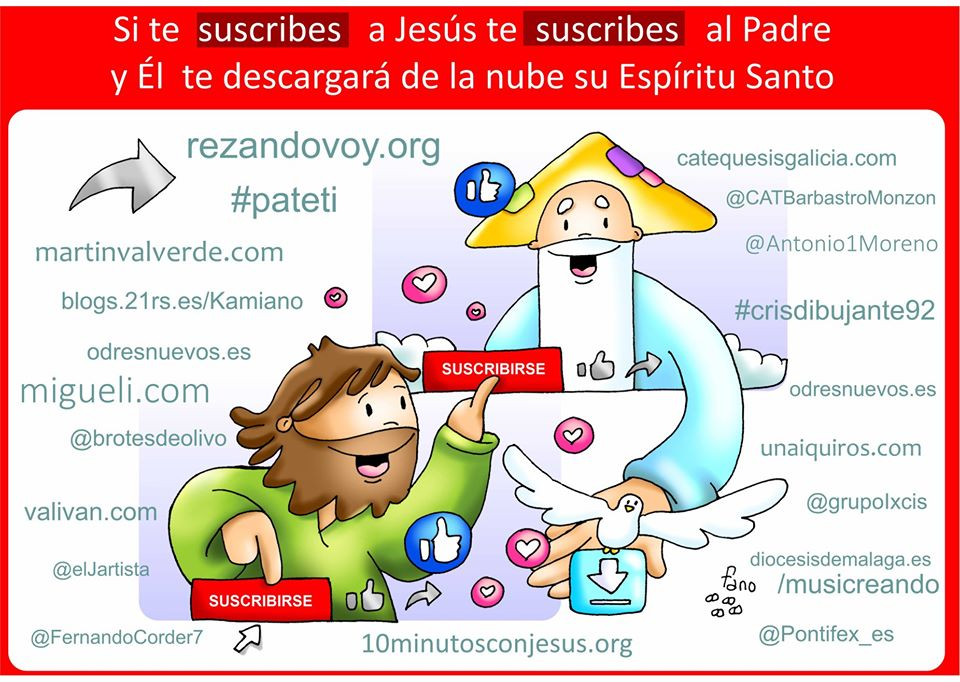 Si te suscribes a Jesús te suscribes al Padre
y Él te descargará de la nube su Espíritu Santo
rezandovoy.org
#pateti
martinvalverde.com
blogs.21rs.es/Kamiano
odresnuevos.es
migueli.com
@brotesdeolivo
valivan.com
@elJartista
@FernandoCorder7
catequesisgalicia.com
@CATBarbastroMonzon
@Antonio1Moreno
#crisdibujante92
odresnuevos.es
unaiquiros.com
@grupoIxcis
diocesisdemalaga.es
/musicreando
@Pontifex_es
SUSCRIBIRSE
SUSCRIBIRSE
fano
10minutosconjesus.org